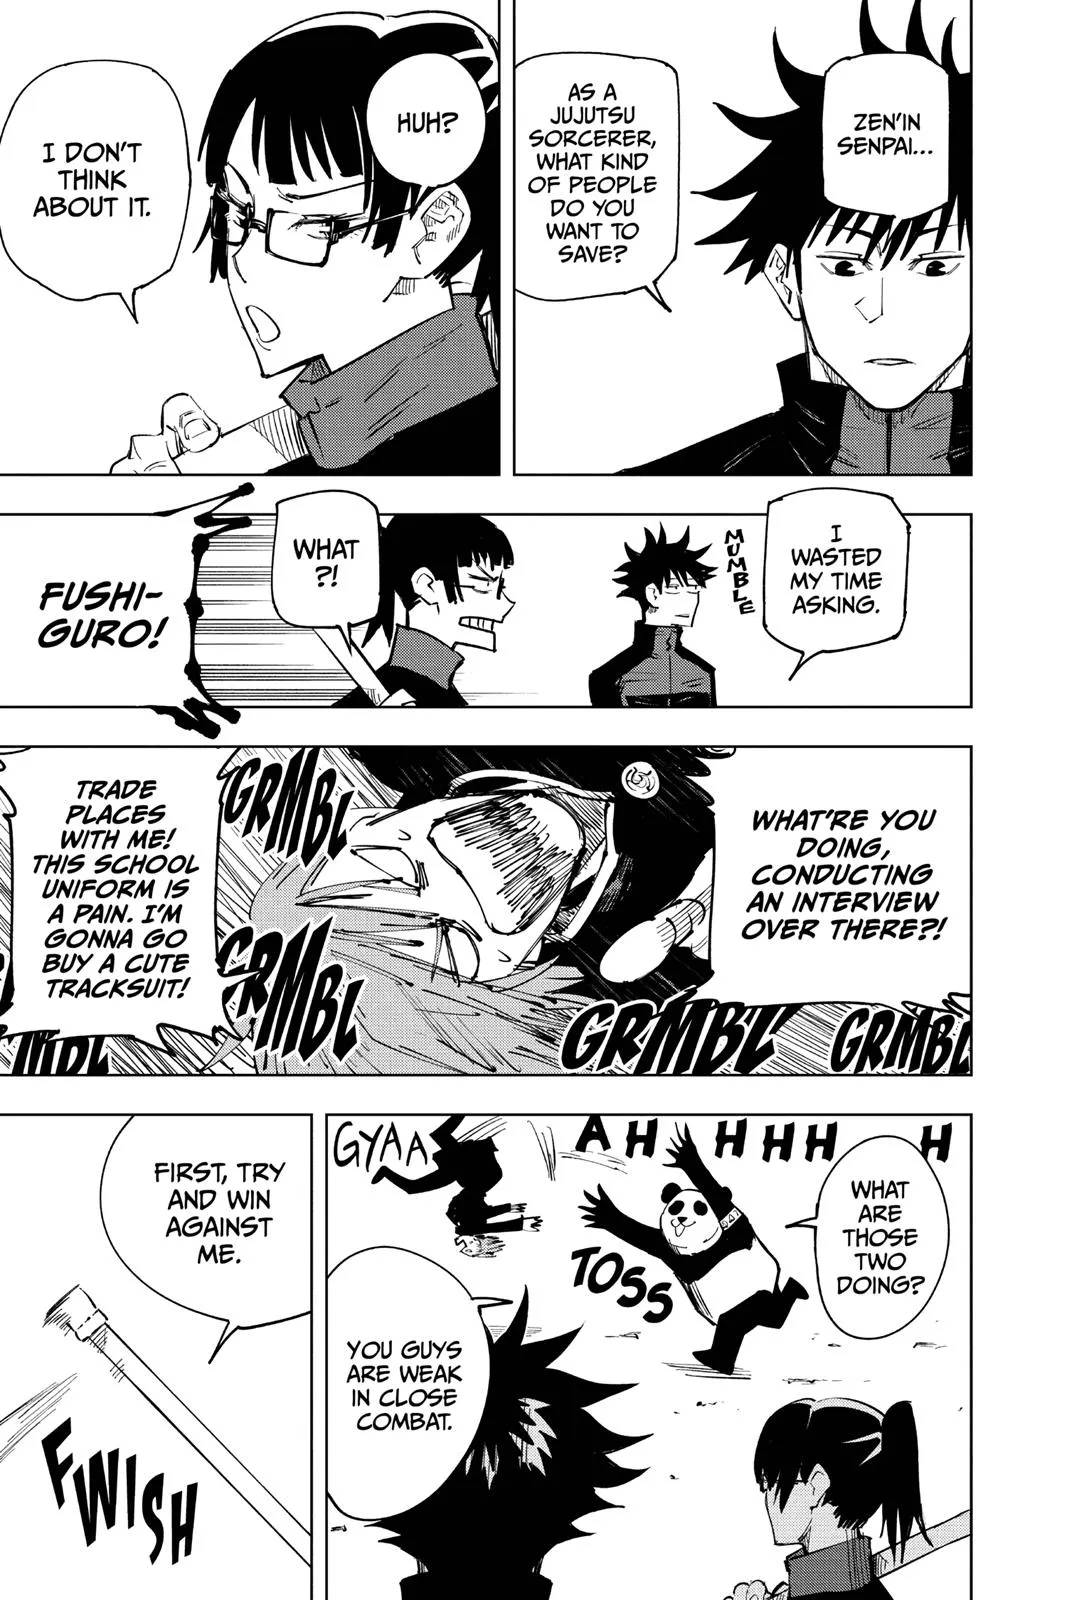 ZEN'IN
SENPAI...
AS A
JUJUTSU
SORCERER,
WHAT KIND
OF PEOPLE
DO YOU
WANT TO
SAVE?
HUH?
I DON'T
THINK
ABOUT IT.
I
WASTED
MY TIME
ASKING.
MUMBLE
WHAT
?!
FUSHI-
GURO!
WHAT'RE YOU
DOING,
CONDUCTING
AN INTERVIEW
OVER THERE?!
GRMBL
GRMBL
GRMBL
GRMBL
TRADE
PLACES
WITH ME!
THIS SCHOOL
UNIFORM IS
A PAIN. I'M
GONNA GO
BUY A CUTE
TRACKSUIT!
GYAA
AHHHHH
WHAT
ARE
THOSE
TWO
DOING?
TOSS
YOU GUYS
ARE WEAK
IN CLOSE
COMBAT.
FIRST, TRY
AND WIN
AGAINST
ME.
FWISH